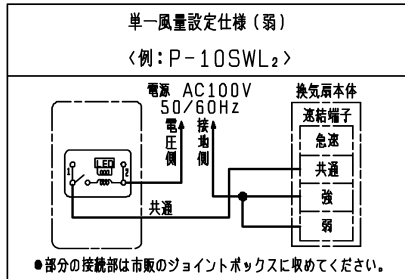 単一風量設定仕様（弱）
〈例：P-10SWL₂〉
電源 AC100V
50/60Hz
電圧側
接地側
換気扇本体
速結端子
急速
共通
強
弱
LED
1
2
共通
●部分の接続部は市販のジョイントボックスに収めてください。